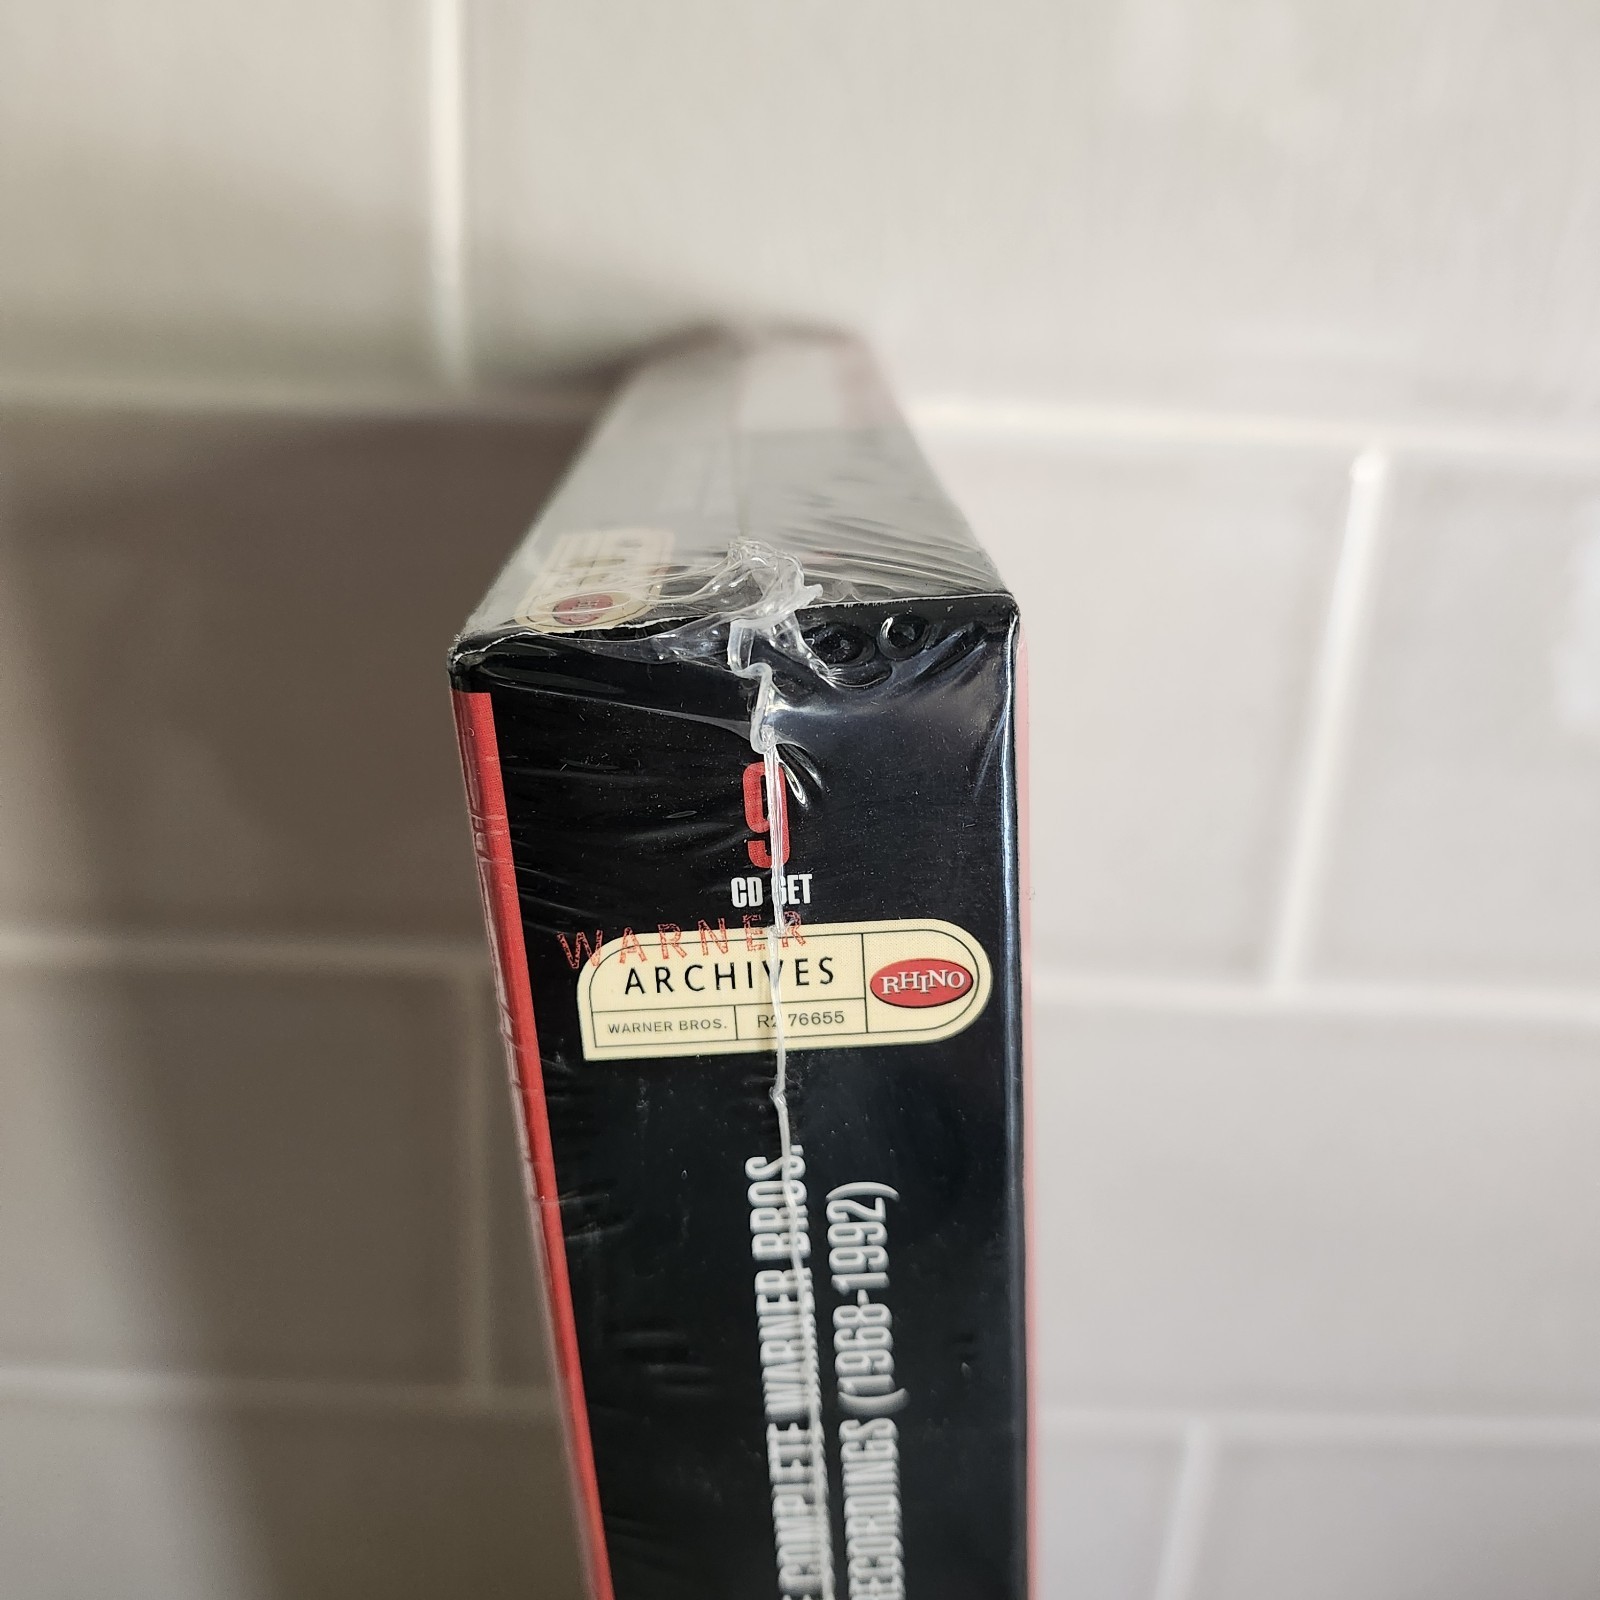 9
CD SET
WARNER
ARCHIVES
RHINO
WARNER BROS.
R2 76655
COMPLETE WARNER BROS.
RECORDINGS (1968-1992)